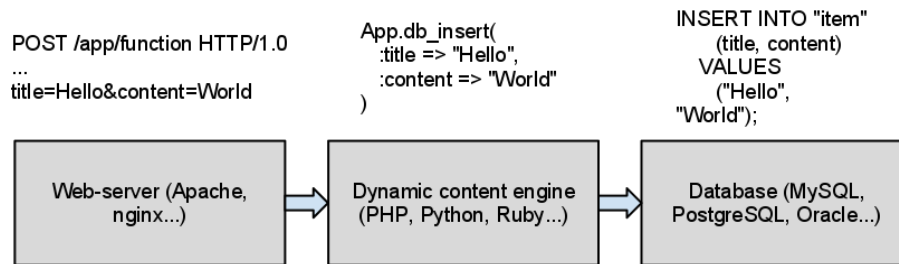 POST /app/function HTTP/1.0
...
title=Hello&content=World
App.db_insert(
:title => "Hello",
:content => "World"
)
INSERT INTO "item"
(title, content)
VALUES
("Hello",
"World");
Web-server (Apache,
nginx...)
Dynamic content engine
(PHP, Python, Ruby...)
Database (MySQL,
PostgreSQL, Oracle...)